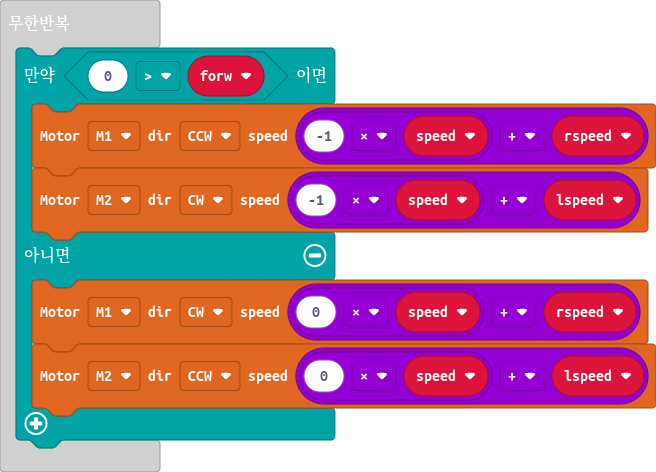 무한반복
만약 0 > forw 이면
Motor M1 dir CCW speed -1 × speed + rspeed
Motor M2 dir CW speed -1 × speed + lspeed
아니면
Motor M1 dir CW speed 0 × speed + rspeed
Motor M2 dir CCW speed 0 × speed + lspeed